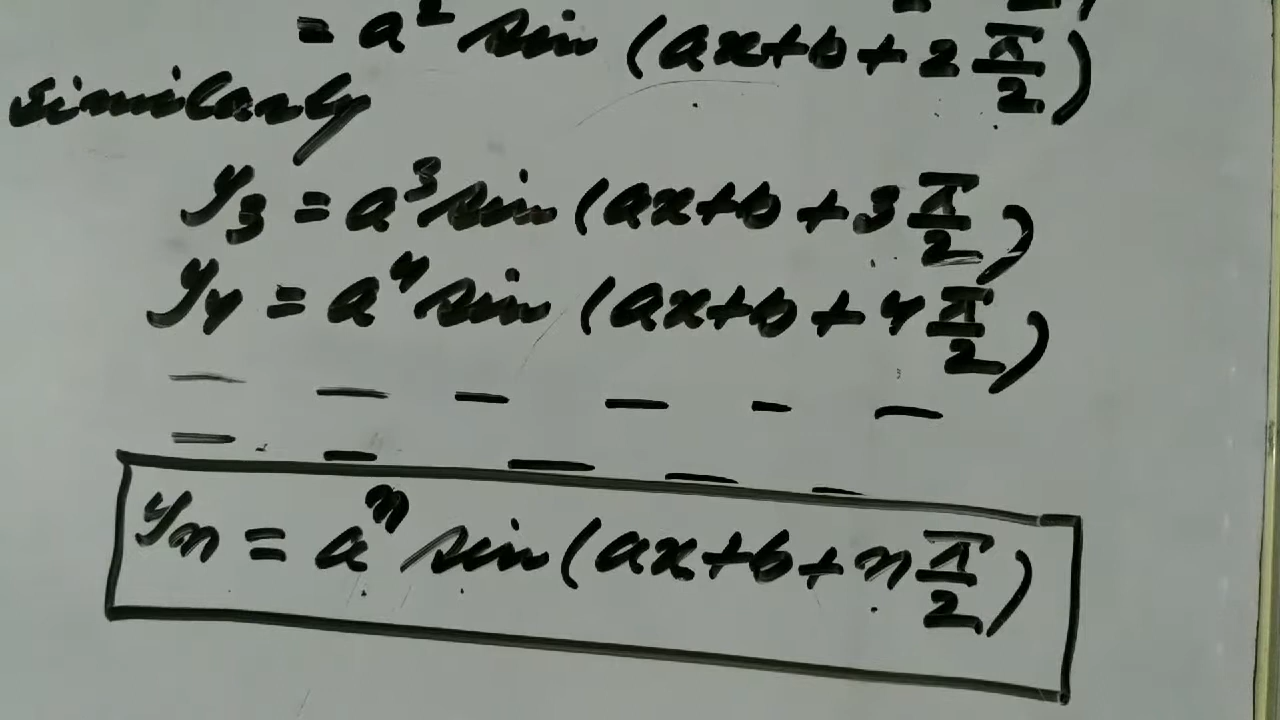 = a² sin (ax+b + 2 π/2)
similarly
y₃ = a³ sin (ax+b + 3 π/2)
y₄ = a⁴ sin (ax+b + 4 π/2)
— — — — — —
— — — — —
yₙ = aⁿ sin (ax+b + n π/2)